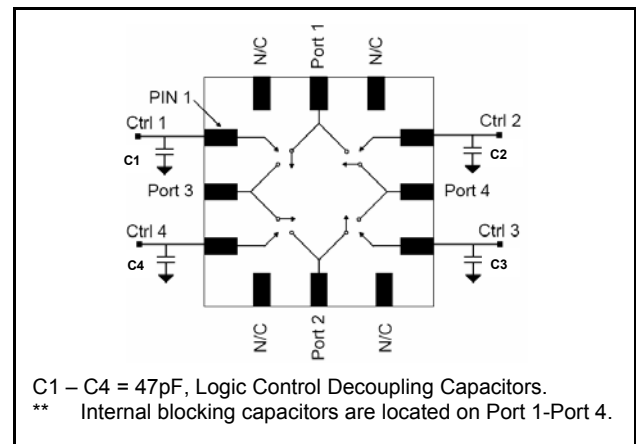 N/C
Port 1
N/C
PIN 1
Ctrl 1
Ctrl 2
C1
C2
Port 3
Port 4
Ctrl 4
Ctrl 3
C4
C3
N/C
Port 2
N/C
C1 – C4 = 47pF, Logic Control Decoupling Capacitors.
** Internal blocking capacitors are located on Port 1-Port 4.